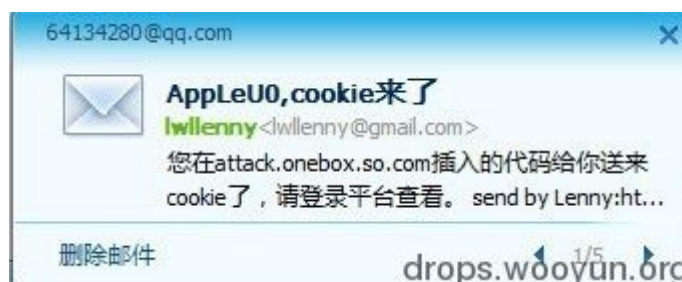 64134280@qq.com
AppLeU0,cookie来了
lwllenny<lwllenny@gmail.com>
您在attack.onebox.so.com插入的代码给你送来
cookie了，请登录平台查看。 send by Lenny:ht...
删除邮件
1/5
drops.wooyun.org